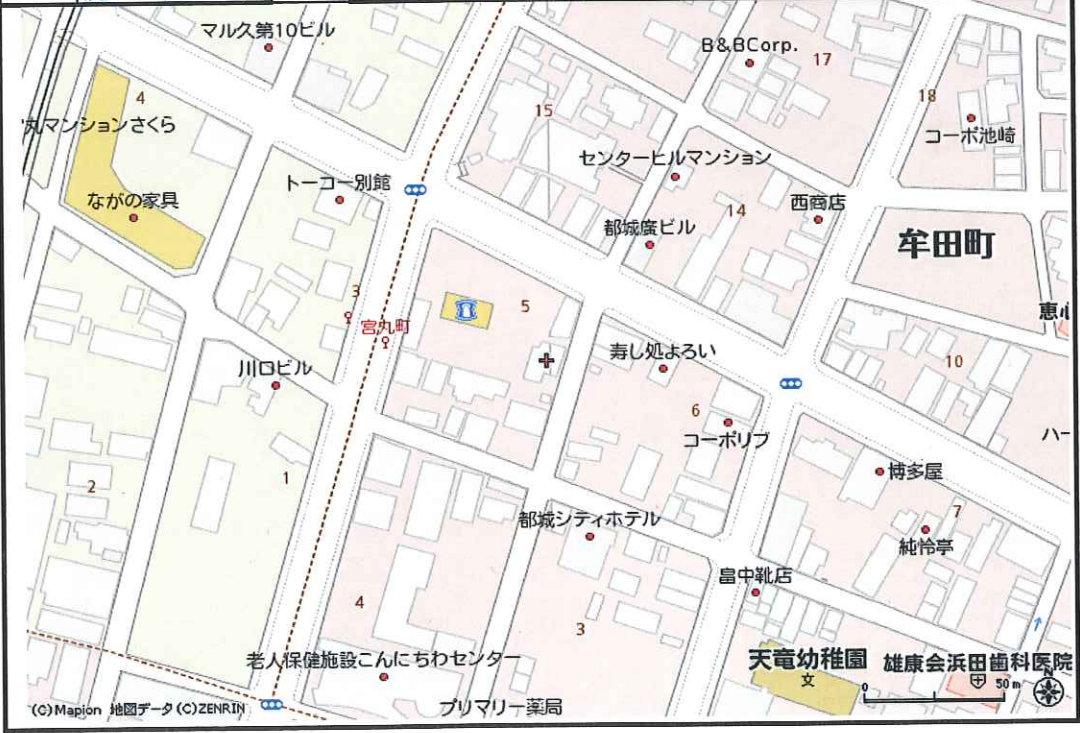 マル久第10ビル
B&BCorp.
17
4
15
18
丸マンションさくら
コーポ池崎
センターヒルマンション
トーコー別館
ながの家具
14
西商店
都城廣ビル
牟田町
3
5
宮丸町
川口ビル
寿し処よろい
10
6
コーポリブ
博多屋
1
2
都城シティホテル
7
純怜亭
畠中靴店
4
3
老人保健施設こんにちわセンター
天竜幼稚園
文
雄康会浜田歯科医院
0
50m
プリマリー薬局
(C)Mapion 地図データ(C)ZENRIN